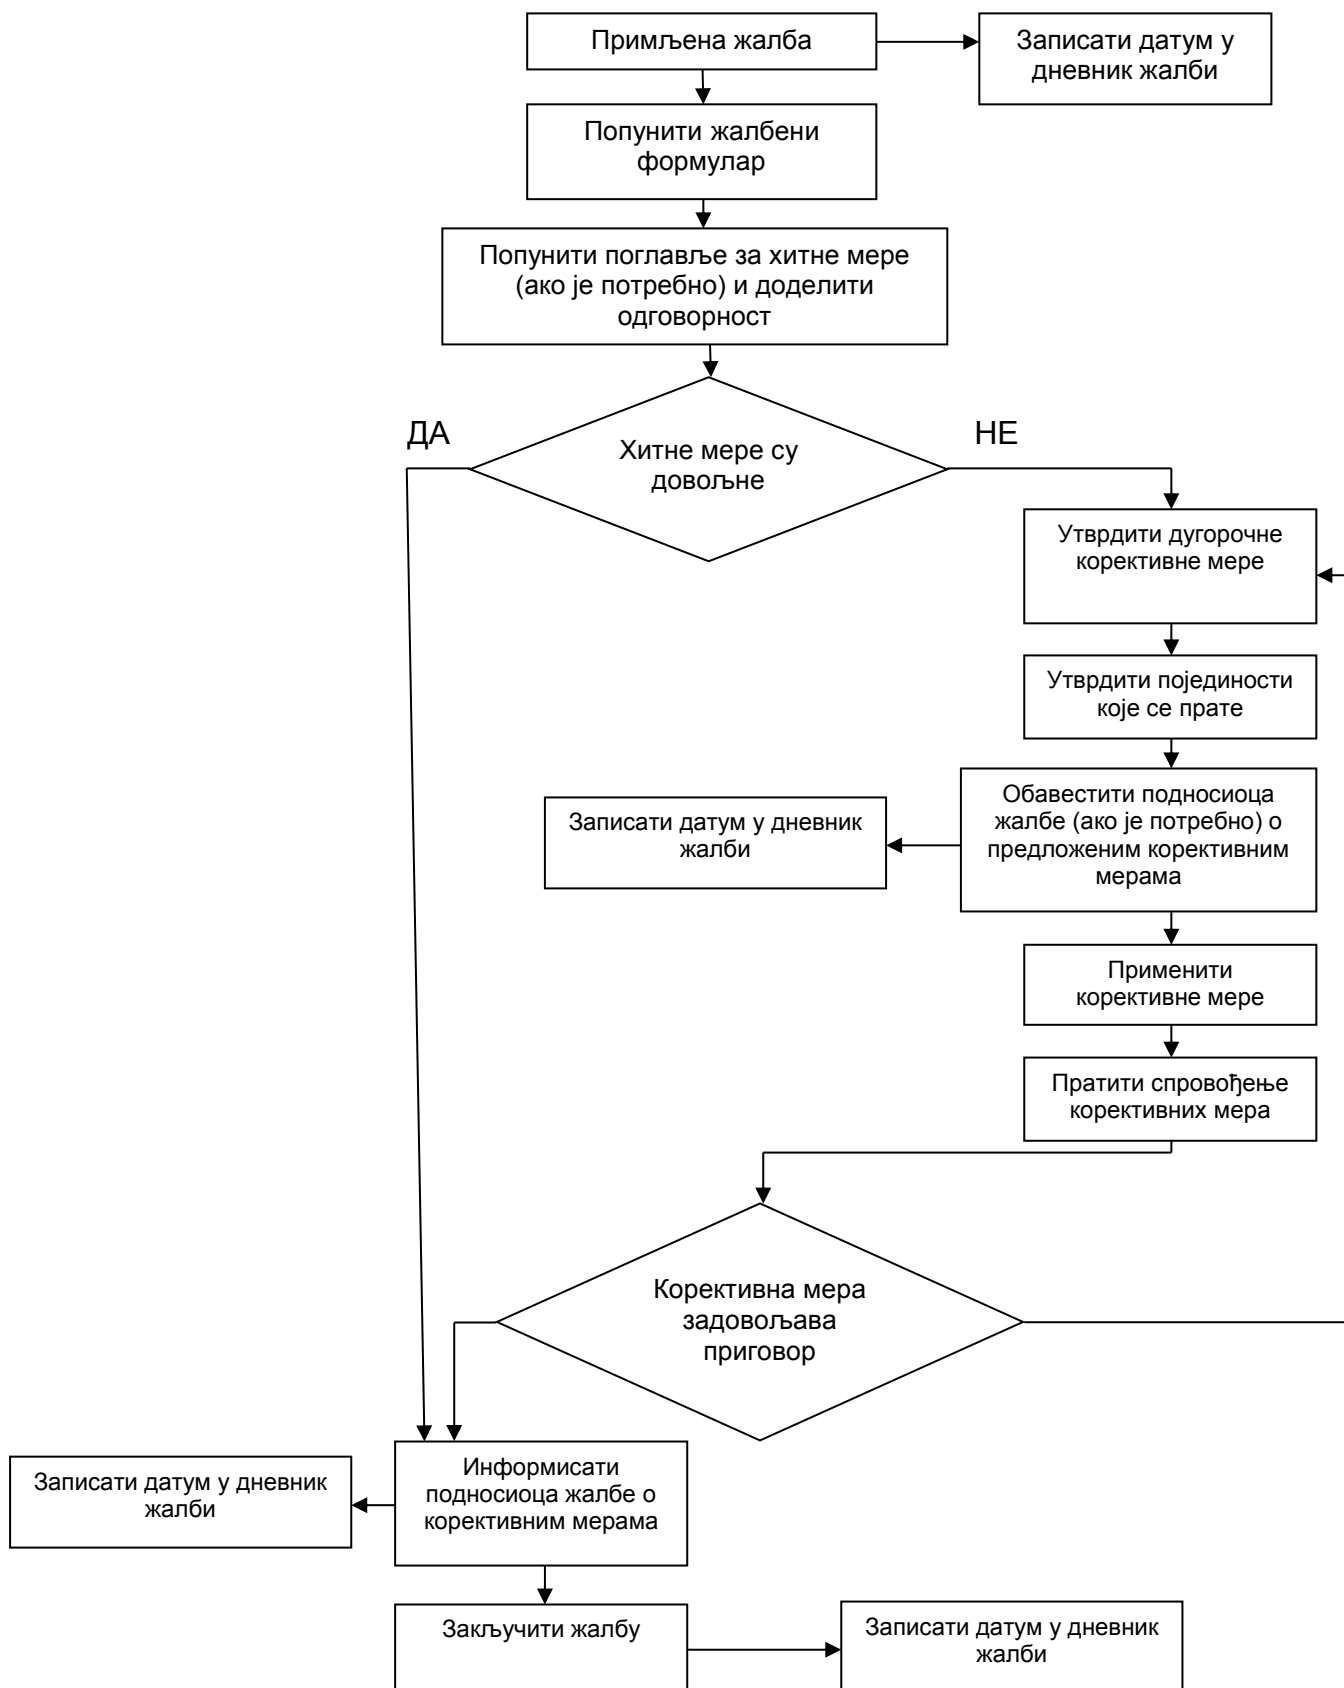 Примљена жалба
Записати датум у
дневник жалби
Попунити жалбени
формулар
Попунити поглавље за хитне мере
(ако је потребно) и доделити
одговорност
ДА
НЕ
Хитне мере су
довољне
Утврдити дугорочне
корективне мере
Утврдити појединости
које се прате
Обавестити подносиоца
жалбе (ако је потребно) о
предложеним корективним
мерама
Записати датум у дневник
жалби
Применити
корективне мере
Пратити спровођење
корективних мера
Корективна мера
задовољава
приговор
Информисати
подносиоца жалбе о
корективним мерама
Записати датум у дневник
жалби
Закључити жалбу
Записати датум у дневник
жалби